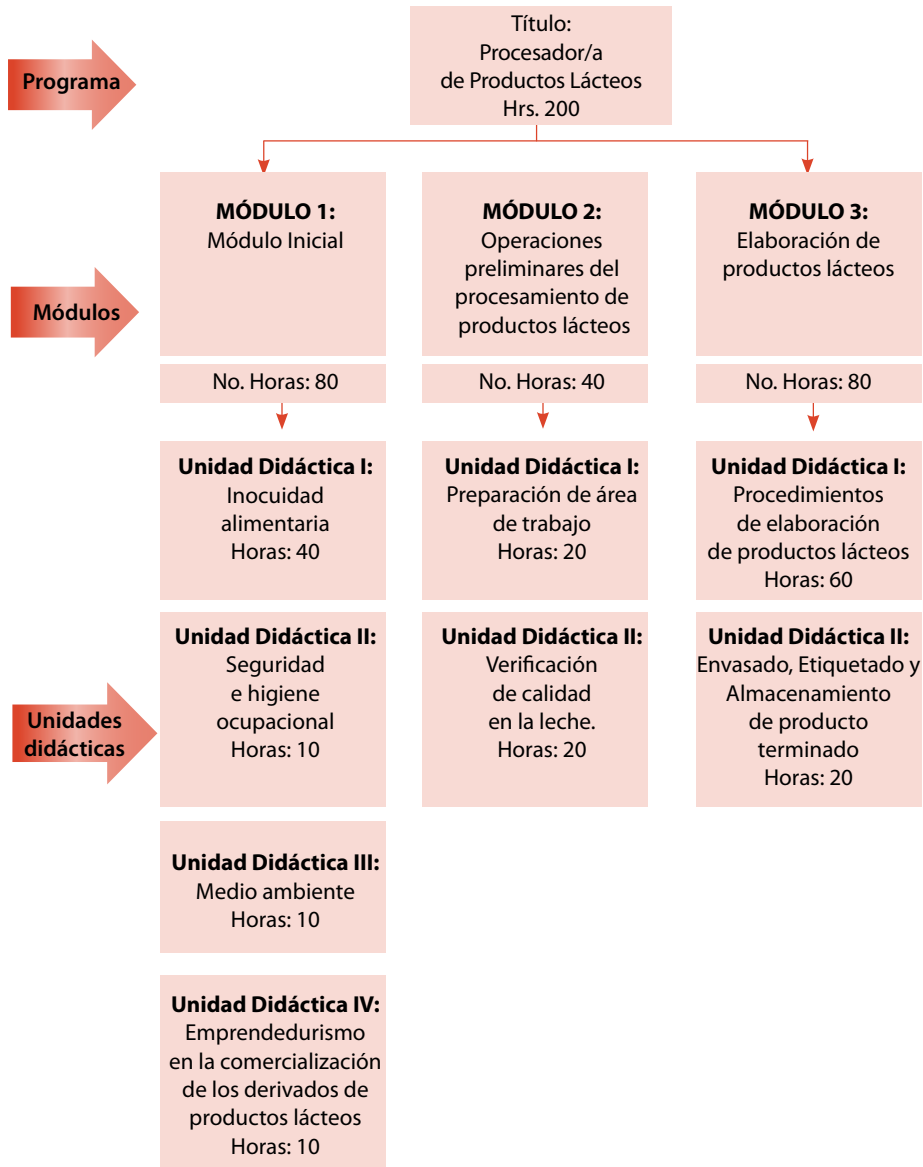 Programa
Título:
Procesador/a
de Productos Lácteos
Hrs. 200
Módulos
MÓDULO 1:
Módulo Inicial
No. Horas: 80
MÓDULO 2:
Operaciones
preliminares del
procesamiento de
productos lácteos
No. Horas: 40
MÓDULO 3:
Elaboración de
productos lácteos
No. Horas: 80
Unidades
didácticas
Unidad Didáctica I:
Inocuidad
alimentaria
Horas: 40
Unidad Didáctica I:
Preparación de área
de trabajo
Horas: 20
Unidad Didáctica I:
Procedimientos
de elaboración
de productos lácteos
Horas: 60
Unidad Didáctica II:
Seguridad
e higiene
ocupacional
Horas: 10
Unidad Didáctica II:
Verificación
de calidad
en la leche.
Horas: 20
Unidad Didáctica II:
Envasado, Etiquetado y
Almacenamiento
de producto
terminado
Horas: 20
Unidad Didáctica III:
Medio ambiente
Horas: 10
Unidad Didáctica IV:
Emprendedurismo
en la comercialización
de los derivados de
productos lácteos
Horas: 10